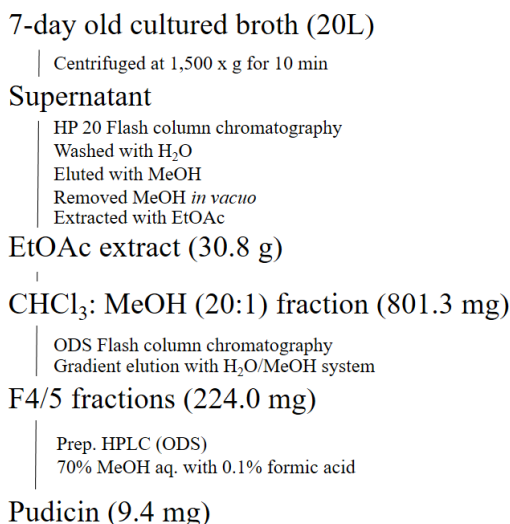 7-day old cultured broth (20L)
Centrifuged at 1,500 x g for 10 min
Supernatant
HP 20 Flash column chromatography
Washed with H₂O
Eluted with MeOH
Removed MeOH in vacuo
Extracted with EtOAc
EtOAc extract (30.8 g)
CHCl₃: MeOH (20:1) fraction (801.3 mg)
ODS Flash column chromatography
Gradient elution with H₂O/MeOH system
F4/5 fractions (224.0 mg)
Prep. HPLC (ODS)
70% MeOH aq. with 0.1% formic acid
Pudicin (9.4 mg)